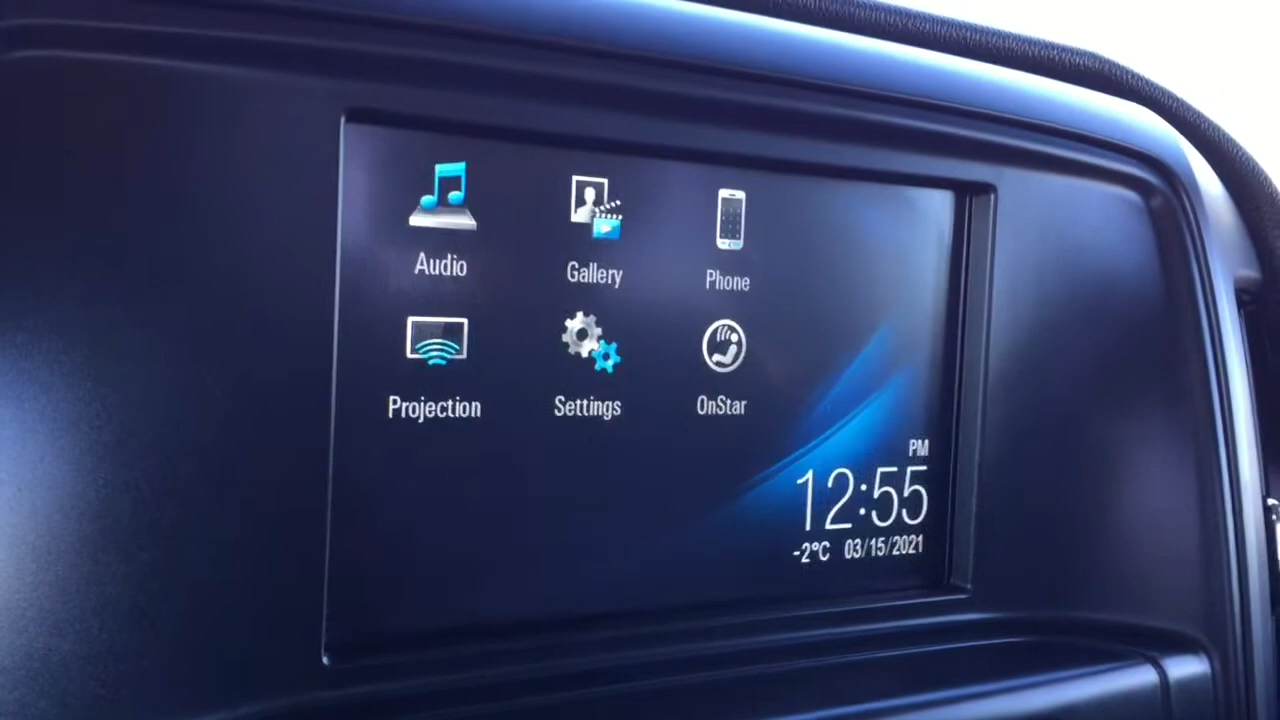 Audio Gallery Phone
Projection Settings OnStar
PM
12:55
-2°C 03/15/2021